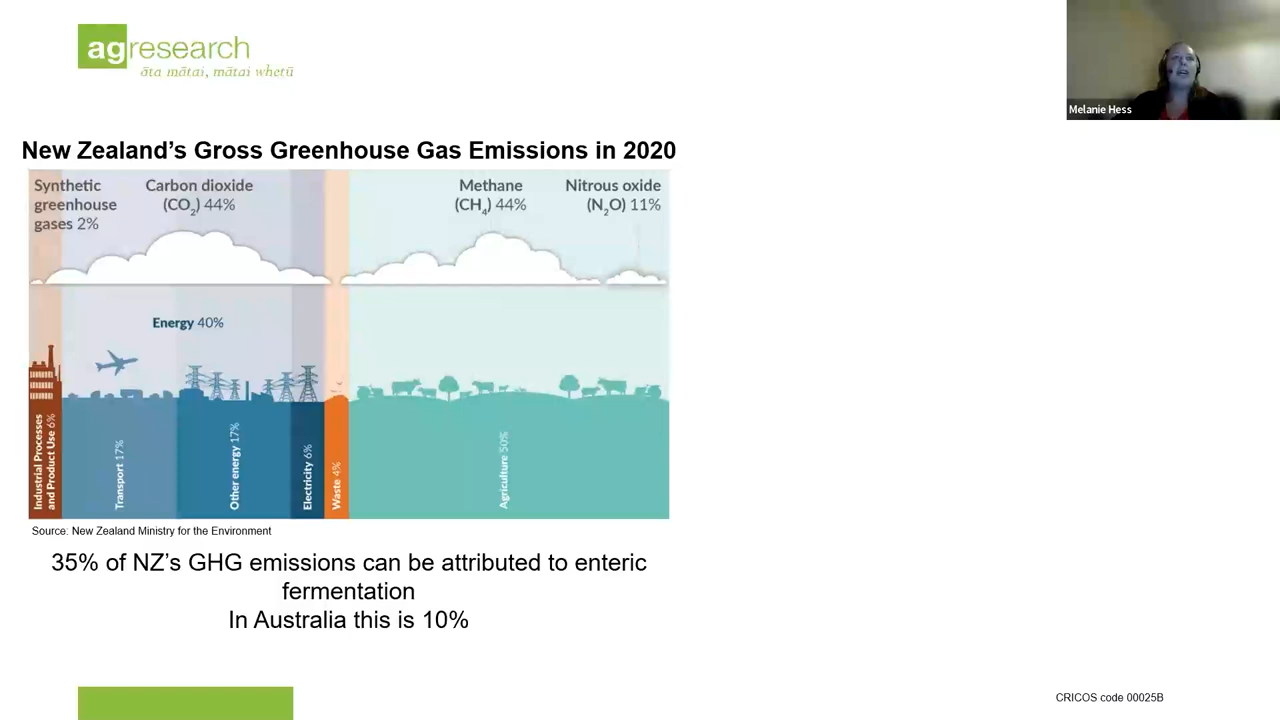 agresearch
āta mātai, mātai whetū
Melanie Hess
New Zealand's Gross Greenhouse Gas Emissions in 2020
Synthetic
greenhouse
gases 2%
Carbon dioxide
(CO2) 44%
Methane
(CH4) 44%
Nitrous oxide
(N2O) 11%
Energy 40%
Industrial Processes
and Product Use 6%
Transport 17%
Other energy 17%
Electricity 6%
Waste 4%
Agriculture 50%
Source: New Zealand Ministry for the Environment
35% of NZ's GHG emissions can be attributed to enteric
fermentation
In Australia this is 10%
CRICOS code 00025B